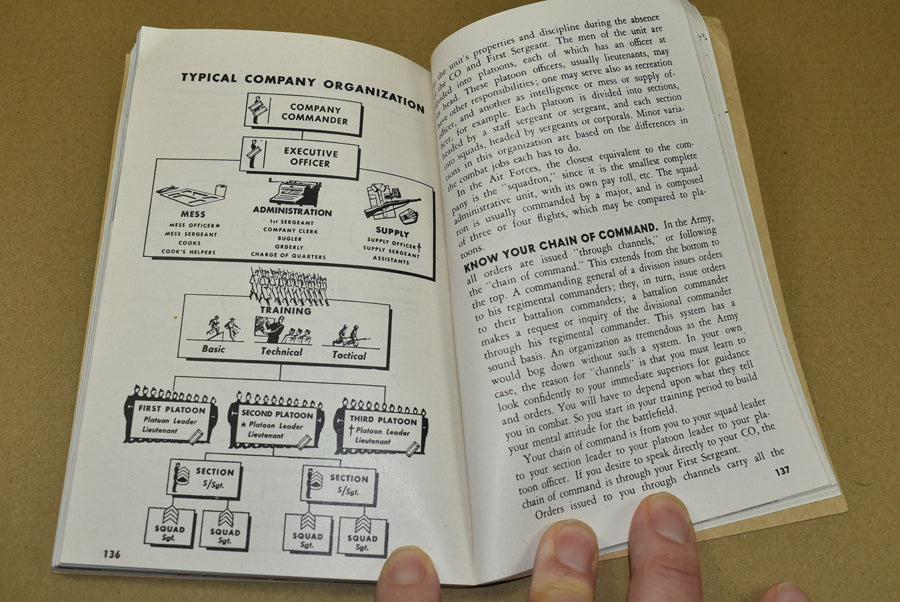 TYPICAL COMPANY ORGANIZATION
COMPANY
COMMANDER
EXECUTIVE
OFFICER
MESS
MESS OFFICER★
MESS SERGEANT
COOKS
COOK'S HELPERS
ADMINISTRATION
1st SERGEANT
COMPANY CLERK
BUGLER
ORDERLY
CHARGE OF QUARTERS
SUPPLY
SUPPLY OFFICER†
SUPPLY SERGEANT
ASSISTANTS
TRAINING
Basic
Technical
Tactical
FIRST PLATOON
Platoon Leader
Lieutenant
SECOND PLATOON
★ Platoon Leader
Lieutenant
THIRD PLATOON
† Platoon Leader
Lieutenant
SECTION
S/Sgt.
SECTION
S/Sgt.
SQUAD
Sgt.
SQUAD
Sgt.
SQUAD
Sgt.
SQUAD
Sgt.
136
the unit's properties and discipline during the absence
the CO and First Sergeant. The men of the unit are
divided into platoons, each of which has an officer at
head. These platoon officers, usually lieutenants, may
have other responsibilities; one may serve also as recreation
officer, and another as intelligence or mess or supply of-
ficer, for example. Each platoon is divided into sections,
headed by a staff sergeant or sergeant, and each section
into squads, headed by sergeants or corporals. Minor varia-
tions in this organization are based on the differences in
the combat jobs each has to do.
In the Air Forces, the closest equivalent to the com-
pany is the "squadron," since it is the smallest complete
administrative unit, with its own pay roll, etc. The squad-
ron is usually commanded by a major, and is composed
of three or four flights, which may be compared to pla-
toons.
KNOW YOUR CHAIN OF COMMAND. In the Army,
all orders are issued "through channels," or following
the "chain of command." This extends from the bottom to
the top. A commanding general of a division issues orders
to his regimental commanders; they, in turn, issue orders
to their battalion commanders; a battalion commander
makes a request or inquiry of the divisional commander
through his regimental commander. This system has a
sound basis. An organization as tremendous as the Army
would bog down without such a system. In your own
case, the reason for "channels" is that you must learn to
look confidently to your immediate superiors for guidance
and orders. You will have to depend upon what they tell
you in combat. So you start in your training period to build
your mental attitude for the battlefield.
Your chain of command is from you to your squad leader
to your section leader to your platoon leader to your pla-
toon officer. If you desire to speak directly to your CO, the
chain of command is through your First Sergeant.
Orders issued to you through channels carry all the
137